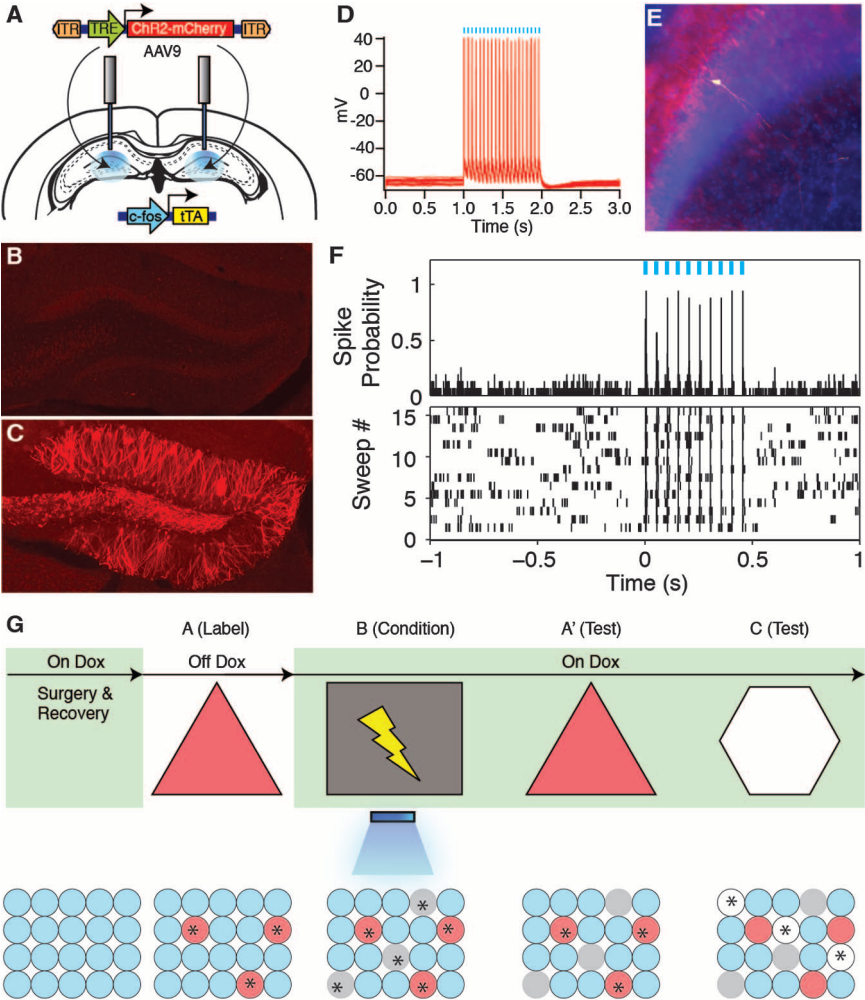 A
ITR TRE ChR2-mCherry ITR
AAV9
c-fos tTA
B
C
D
mV
40
20
0
-20
-40
-60
0.0 0.5 1.0 1.5 2.0 2.5 3.0
Time (s)
E
F
Spike
Probability
1
0.5
0
Sweep #
15
10
5
0
−1 −0.5 0 0.5 1
Time (s)
G
A (Label) B (Condition) A' (Test) C (Test)
On Dox Off Dox On Dox
Surgery &
Recovery
* *
*
*
* *
*
* *
* *
*
*
*
*